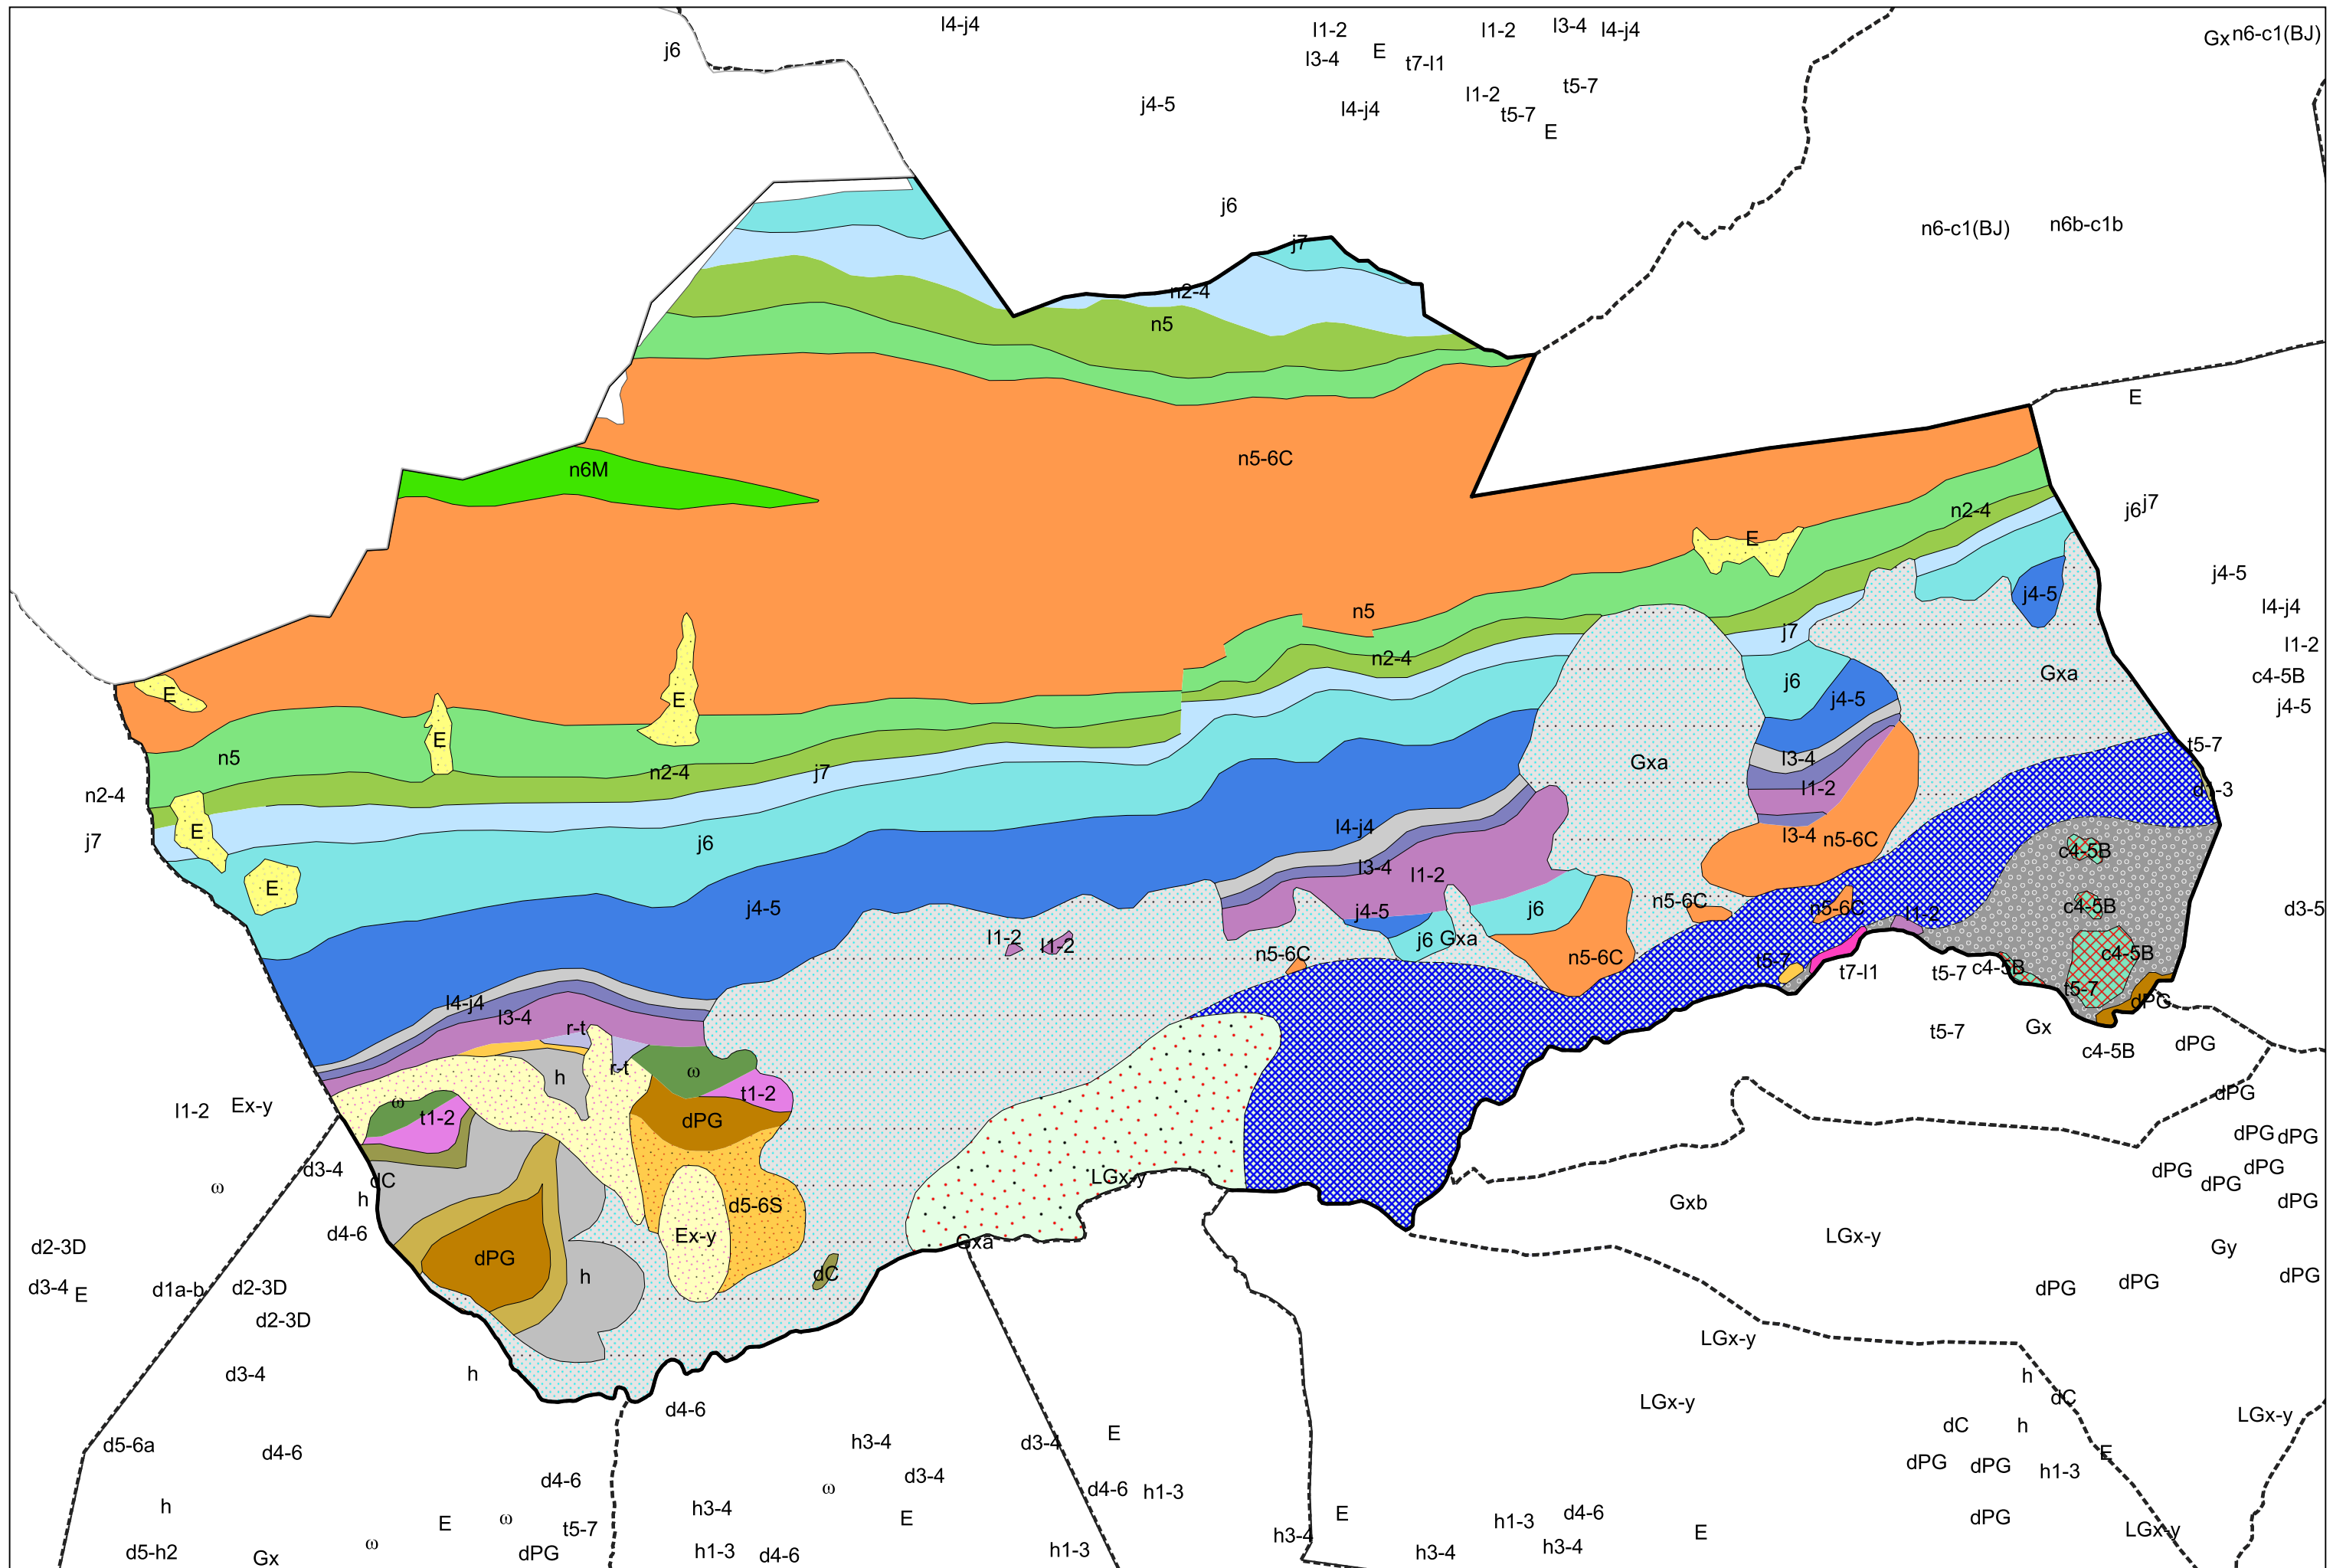 l4-j4
l1-2
l1-2
l3-4
l4-j4
Gx
n6-c1(BJ)
j6
l3-4
E
t7-l1
j4-5
l4-j4
l1-2
t5-7
t5-7
E
j6
n6-c1(BJ)
n6b-c1b
j7
n2-4
n5
E
n6M
n5-6C
n2-4
j6
j7
E
j4-5
j4-5
l4-j4
n5
j7
l1-2
n2-4
Gxa
c4-5B
E
E
j6
j4-5
j4-5
E
n5
n2-4
j7
Gxa
l3-4
t5-7
n2-4
l1-2
j7
E
j6
l4-j4
l3-4
n5-6C
c4-5B
E
l3-4
l1-2
j4-5
j4-5
j6
n5-6C
n5-6C
l1-2
c4-5B
d3-5
l1-2
l1-2
n5-6C
j6
Gxa
n5-6C
t5-7
t7-l1
t5-7
c4-5B
c4-5B
t5-7
dPG
l4-j4
l3-4
r-t
r-t
h
ω
t5-7
Gx
c4-5B
dPG
l1-2
Ex-y
ω
t1-2
t1-2
dPG
dPG
dPG
dPG
d3-4
dC
h
ω
LGx-y
dPG
dPG
dPG
dPG
d4-6
d5-6S
Ex-y
Gxa
Gxb
LGx-y
Gy
d2-3D
dPG
h
dC
d3-4
E
d1a-b
d2-3D
d2-3D
dPG
dPG
dPG
LGx-y
d3-4
h
d4-6
LGx-y
h
dC
LGx-y
d5-6a
d4-6
h3-4
d3-4
E
dC
h
E
d4-6
d3-4
d4-6
h1-3
dPG
dPG
h1-3
h
E
ω
t5-7
h3-4
ω
E
E
h1-3
d4-6
E
dPG
LGx-y
d5-h2
Gx
ω
dPG
h1-3
d4-6
h1-3
h3-4
h3-4
h3-4